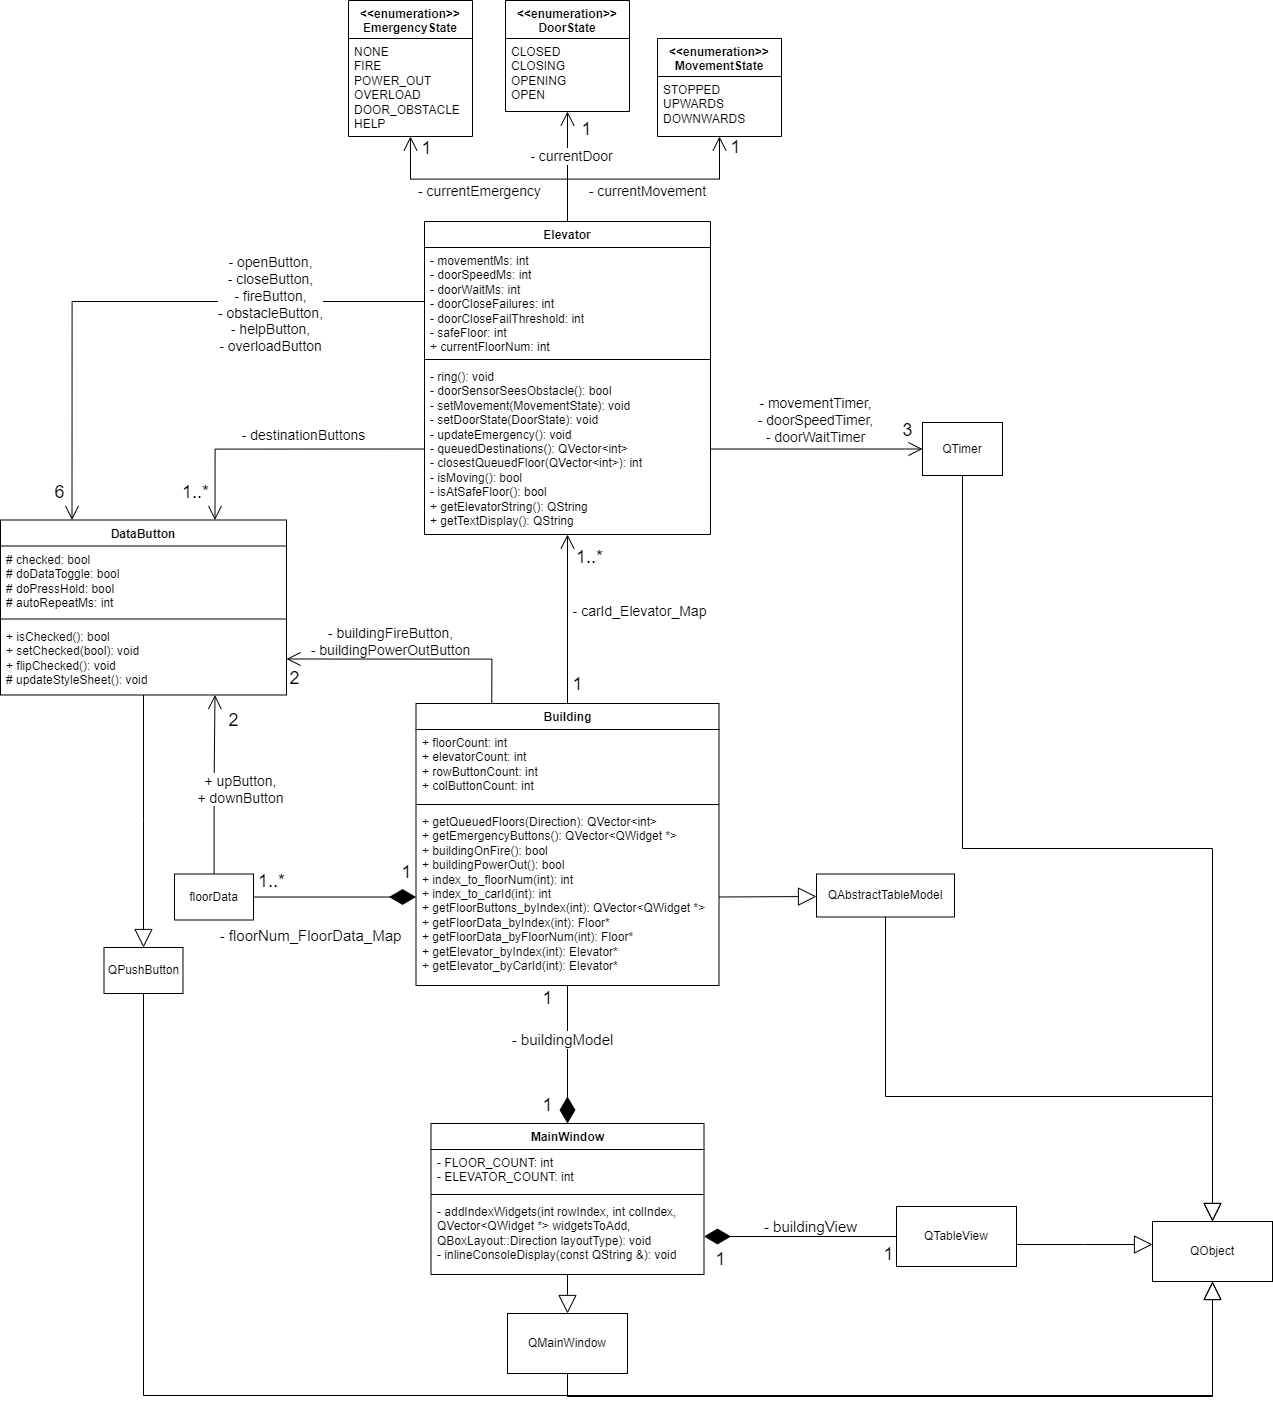 <<enumeration>>
EmergencyState
NONE
FIRE
POWER_OUT
OVERLOAD
DOOR_OBSTACLE
HELP
<<enumeration>>
DoorState
CLOSED
CLOSING
OPENING
OPEN
<<enumeration>>
MovementState
STOPPED
UPWARDS
DOWNWARDS
1
1
1
- currentDoor
- currentEmergency
- currentMovement
Elevator
- movementMs: int
- doorSpeedMs: int
- doorWaitMs: int
- doorCloseFailures: int
- doorCloseFailThreshold: int
- safeFloor: int
+ currentFloorNum: int
- ring(): void
- doorSensorSeesObstacle(): bool
- setMovement(MovementState): void
- setDoorState(DoorState): void
- updateEmergency(): void
- queuedDestinations(): QVector<int>
- closestQueuedFloor(QVector<int>): int
- isMoving(): bool
- isAtSafeFloor(): bool
+ getElevatorString(): QString
+ getTextDisplay(): QString
- openButton,
- closeButton,
- fireButton,
- obstacleButton,
- helpButton,
- overloadButton
- destinationButtons
6
1..*
- movementTimer,
- doorSpeedTimer,
- doorWaitTimer
3
QTimer
DataButton
# checked: bool
# doDataToggle: bool
# doPressHold: bool
# autoRepeatMs: int
+ isChecked(): bool
+ setChecked(bool): void
+ flipChecked(): void
# updateStyleSheet(): void
1..*
- carId_Elevator_Map
1
- buildingFireButton,
- buildingPowerOutButton
2
2
+ upButton,
+ downButton
Building
+ floorCount: int
+ elevatorCount: int
+ rowButtonCount: int
+ colButtonCount: int
+ getQueuedFloors(Direction): QVector<int>
+ getEmergencyButtons(): QVector<QWidget *>
+ buildingOnFire(): bool
+ buildingPowerOut(): bool
+ index_to_floorNum(int): int
+ index_to_carId(int): int
+ getFloorButtons_byIndex(int): QVector<QWidget *>
+ getFloorData_byIndex(int): Floor*
+ getFloorData_byFloorNum(int): Floor*
+ getElevator_byIndex(int): Elevator*
+ getElevator_byCarId(int): Elevator*
floorData
1..*
1
- floorNum_FloorData_Map
QAbstractTableModel
QPushButton
1
- buildingModel
1
MainWindow
- FLOOR_COUNT: int
- ELEVATOR_COUNT: int
- addIndexWidgets(int rowIndex, int colIndex,
QVector<QWidget *> widgetsToAdd,
QBoxLayout::Direction layoutType): void
- inlineConsoleDisplay(const QString &): void
- buildingView
1
1
QTableView
QObject
QMainWindow